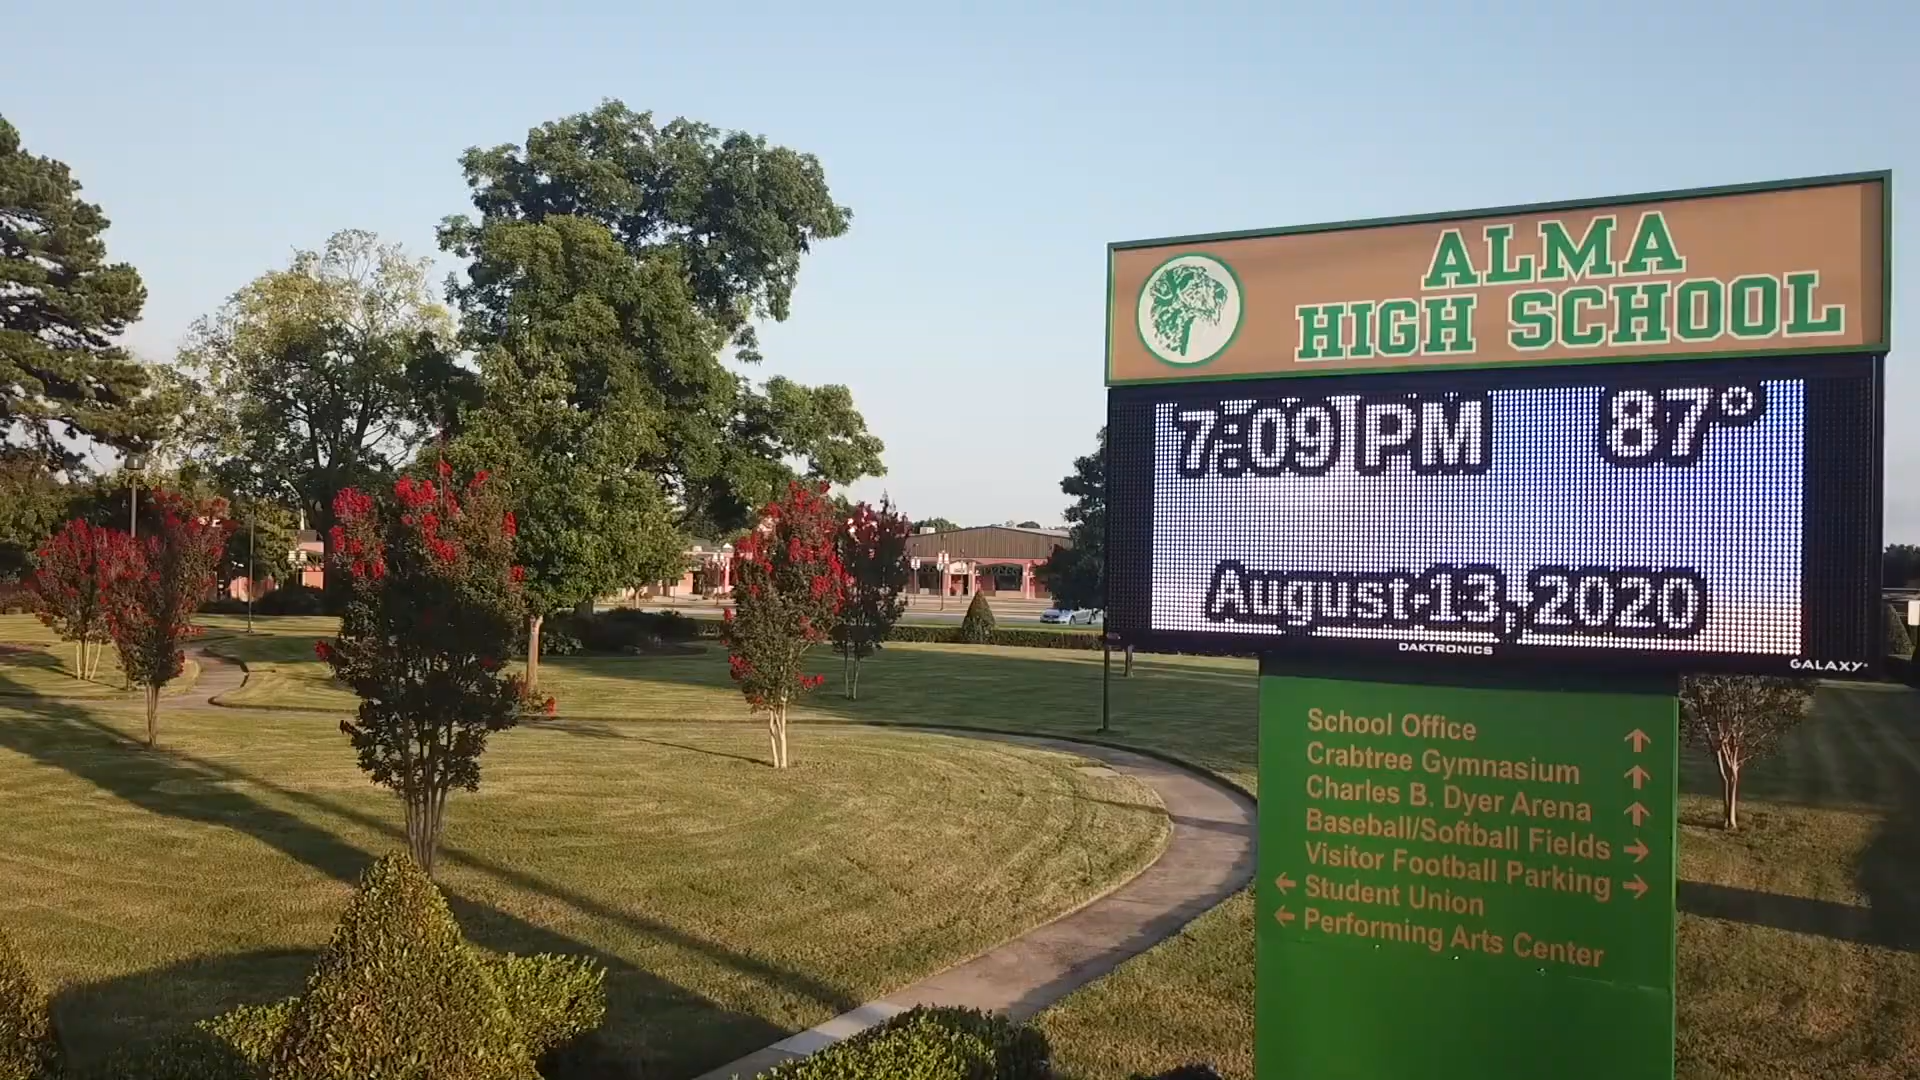 ALMA
HIGH SCHOOL
7:09 PM 87°
August 13, 2020
DAKTRONICS
GALAXY
School Office ↑
Crabtree Gymnasium ↑
Charles B. Dyer Arena ↑
Baseball/Softball Fields →
Visitor Football Parking →
← Student Union
← Performing Arts Center